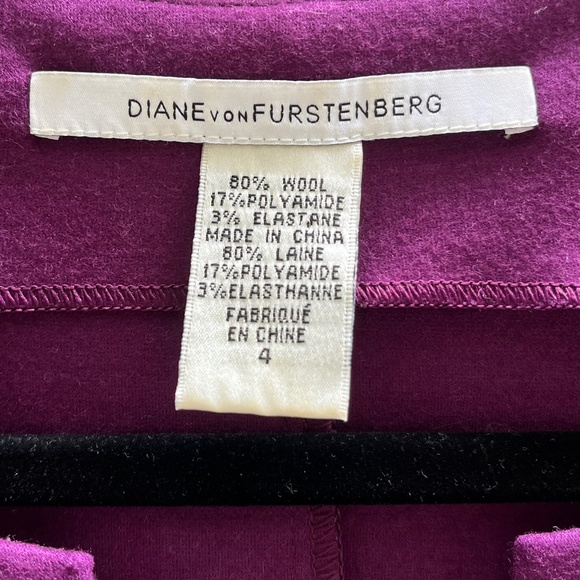 DIANE VON FURSTENBERG
80% WOOL
17%POLYAMIDE
3% ELASTANE
MADE IN CHINA
80% LAINE
17%POLYAMIDE
3%ELASTHANNE
FABRIQUÉ
EN CHINE
4